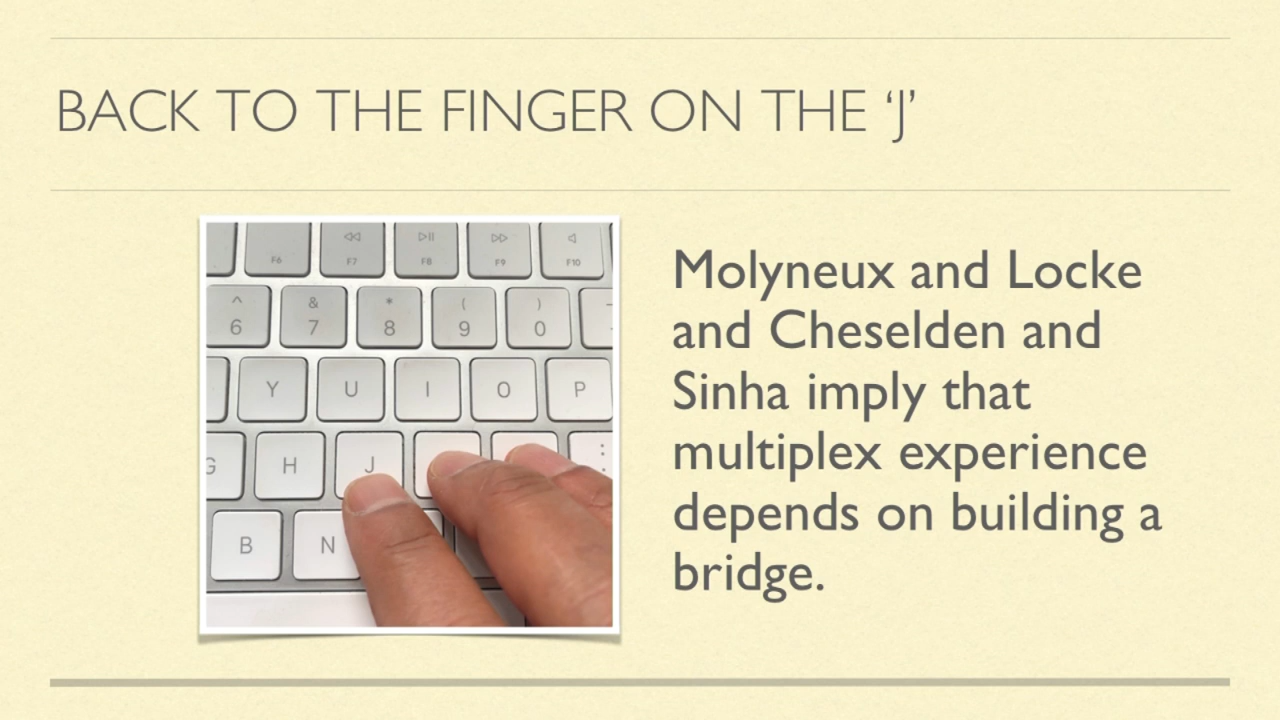 BACK TO THE FINGER ON THE ‘J’
F6 F7 F8 F9 F10
^ & * ( )
6 7 8 9 0
Y U I O P
G H J :
B N
Molyneux and Locke
and Cheselden and
Sinha imply that
multiplex experience
depends on building a
bridge.